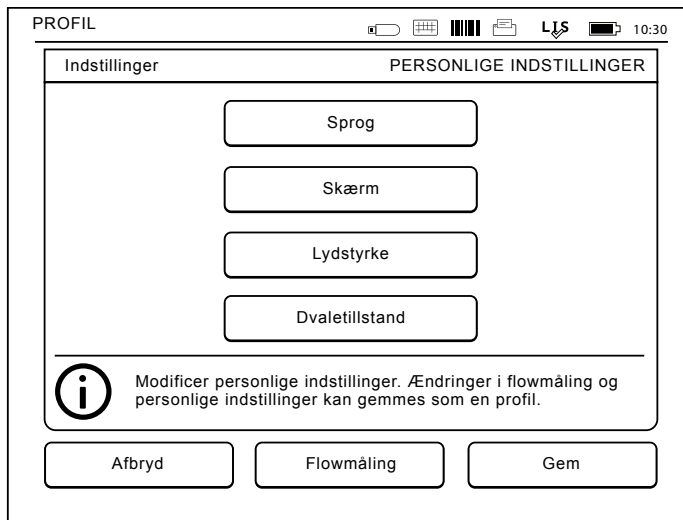 PROFIL
LIS 10:30
Indstillinger PERSONLIGE INDSTILLINGER
Sprog
Skærm
Lydstyrke
Dvaletillstand
Modificer personlige indstillinger. Ændringer i flowmåling og
personlige indstillinger kan gemmes som en profil.
Afbryd Flowmåling Gem